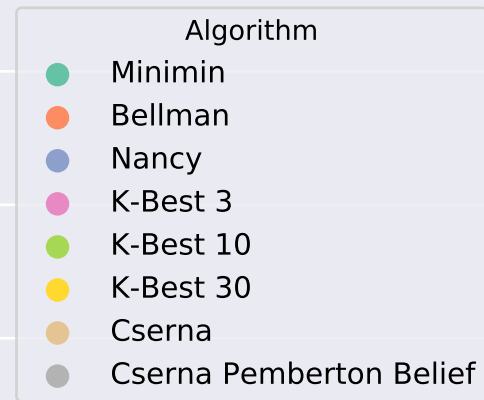 Algorithm
Minimin
Bellman
Nancy
K-Best 3
K-Best 10
K-Best 30
Cserna
Cserna Pemberton Belief